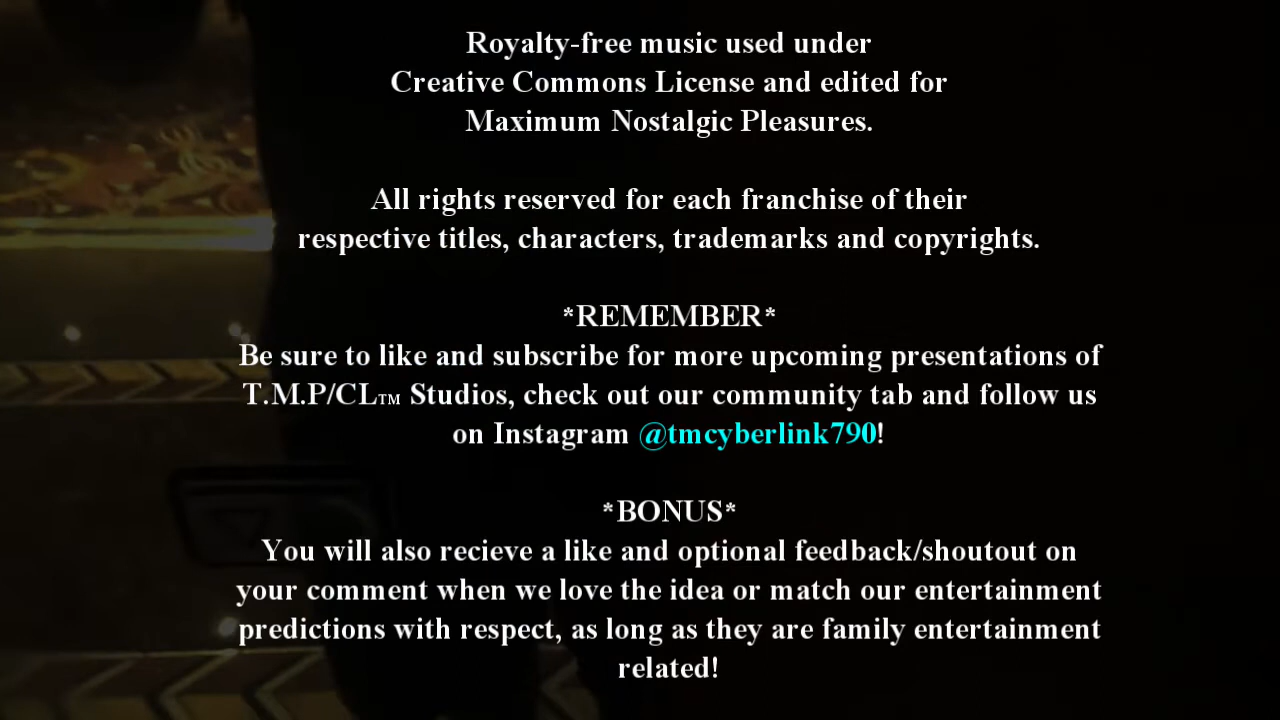 Royalty-free music used under
Creative Commons License and edited for
Maximum Nostalgic Pleasures.
All rights reserved for each franchise of their
respective titles, characters, trademarks and copyrights.
*REMEMBER*
Be sure to like and subscribe for more upcoming presentations of
T.M.P/CL™ Studios, check out our community tab and follow us
on Instagram @tmcyberlink790!
*BONUS*
You will also recieve a like and optional feedback/shoutout on
your comment when we love the idea or match our entertainment
predictions with respect, as long as they are family entertainment
related!